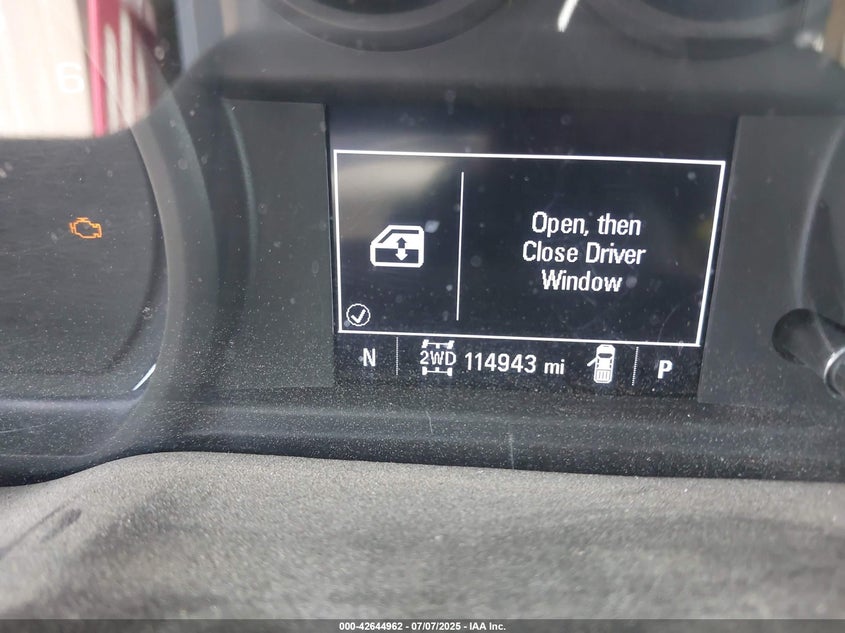 Open, then
Close Driver
Window
N 2WD 114943 mi P
000-42644962 | 07/07/2025 | IAA Inc.